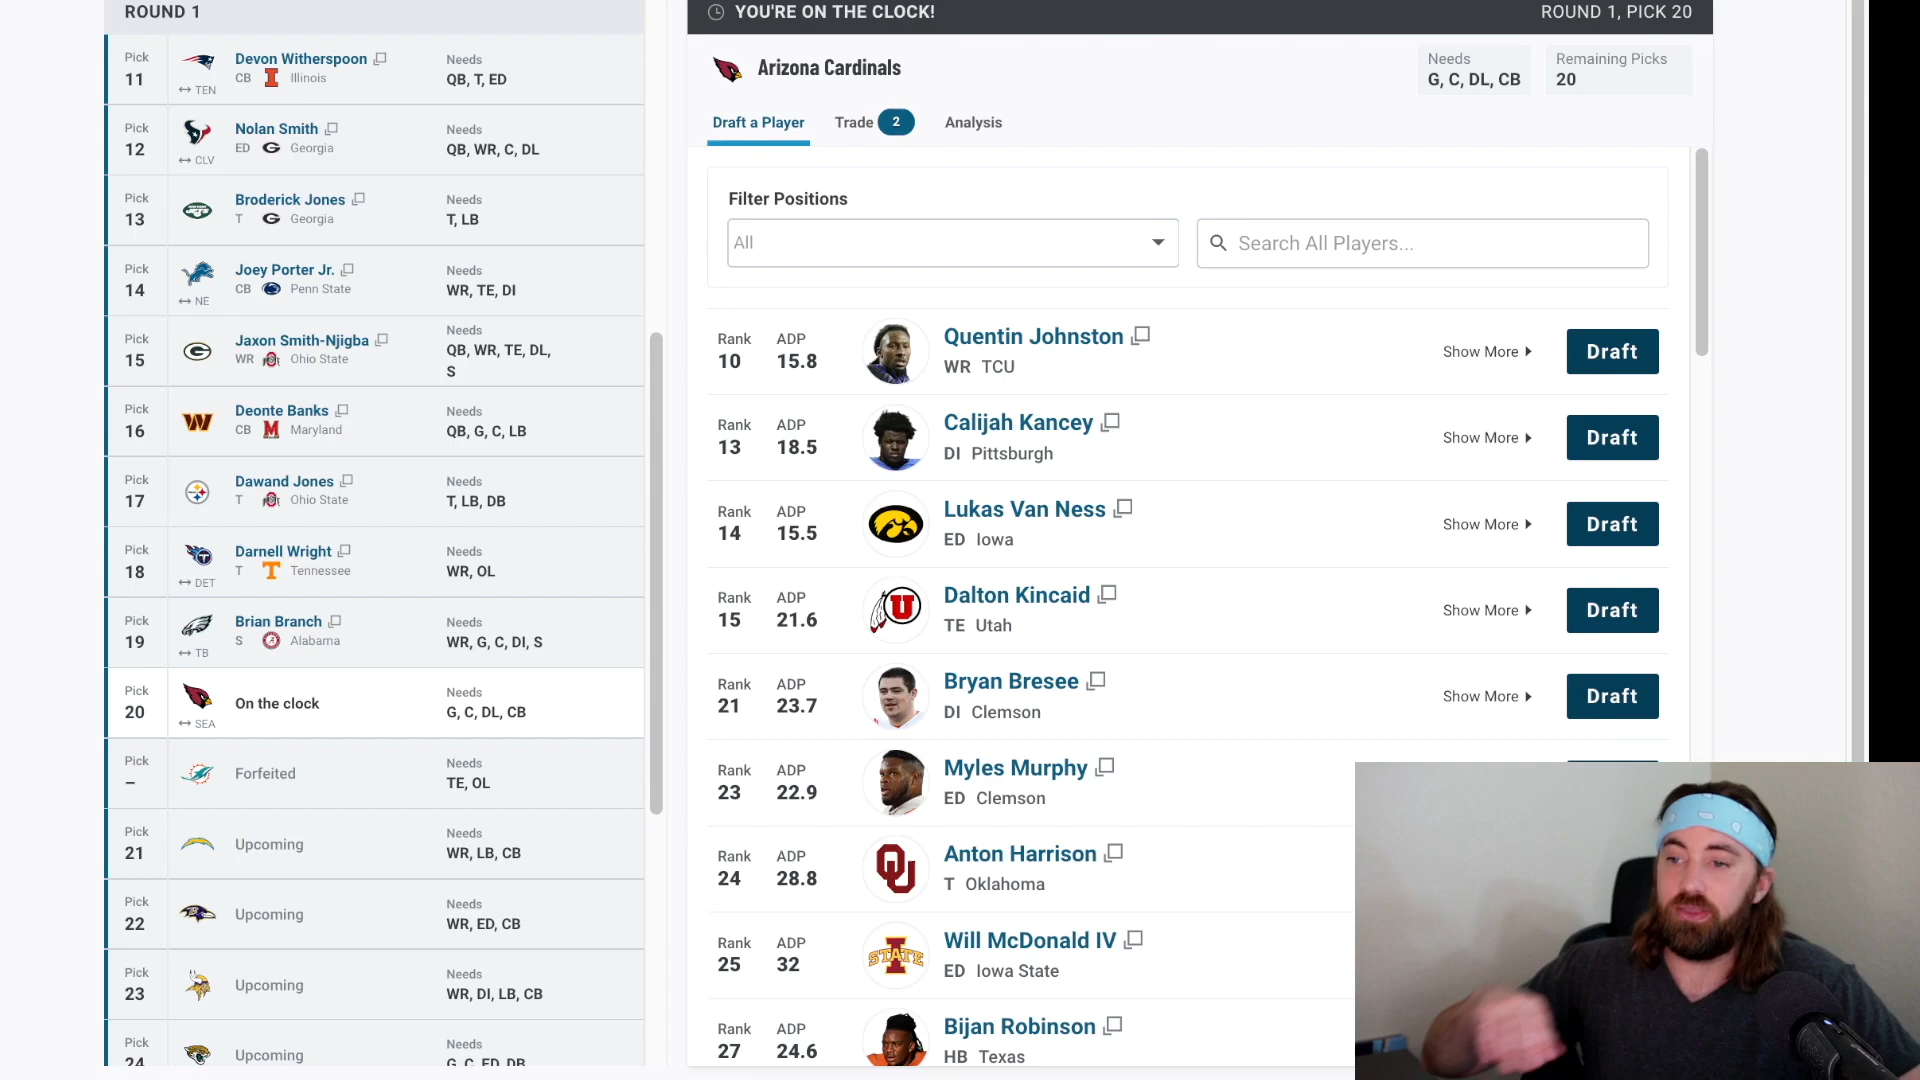 ROUND 1
Pick
11
TEN
Devon Witherspoon
CB Illinois
Needs
QB, T, ED
Pick
12
CLV
Nolan Smith
ED Georgia
Needs
QB, WR, C, DL
Pick
13
Broderick Jones
T Georgia
Needs
T, LB
Pick
14
NE
Joey Porter Jr.
CB Penn State
Needs
WR, TE, DI
Pick
15
Jaxon Smith-Njigba
WR Ohio State
Needs
QB, WR, TE, DL,
S
Pick
16
Deonte Banks
CB Maryland
Needs
QB, G, C, LB
Pick
17
Dawand Jones
T Ohio State
Needs
T, LB, DB
Pick
18
DET
Darnell Wright
T Tennessee
Needs
WR, OL
Pick
19
TB
Brian Branch
S Alabama
Needs
WR, G, C, DI, S
Pick
20
SEA
On the clock
Needs
G, C, DL, CB
Pick
–
Forfeited
Needs
TE, OL
Pick
21
Upcoming
Needs
WR, LB, CB
Pick
22
Upcoming
Needs
WR, ED, CB
Pick
23
Upcoming
Needs
WR, DI, LB, CB
Pick
24
Upcoming
Needs
G, C, ED, DB
YOU'RE ON THE CLOCK!
ROUND 1, PICK 20
Arizona Cardinals
Needs
G, C, DL, CB
Remaining Picks
20
Draft a Player
Trade 2
Analysis
Filter Positions
All
Search All Players...
Rank
10
ADP
15.8
Quentin Johnston
WR TCU
Show More
Draft
Rank
13
ADP
18.5
Calijah Kancey
DI Pittsburgh
Show More
Draft
Rank
14
ADP
15.5
Lukas Van Ness
ED Iowa
Show More
Draft
Rank
15
ADP
21.6
U
Dalton Kincaid
TE Utah
Show More
Draft
Rank
21
ADP
23.7
Bryan Bresee
DI Clemson
Show More
Draft
Rank
23
ADP
22.9
Myles Murphy
ED Clemson
Rank
24
ADP
28.8
OU
Anton Harrison
T Oklahoma
Rank
25
ADP
32
STATE
Will McDonald IV
ED Iowa State
Rank
27
ADP
24.6
Bijan Robinson
HB Texas